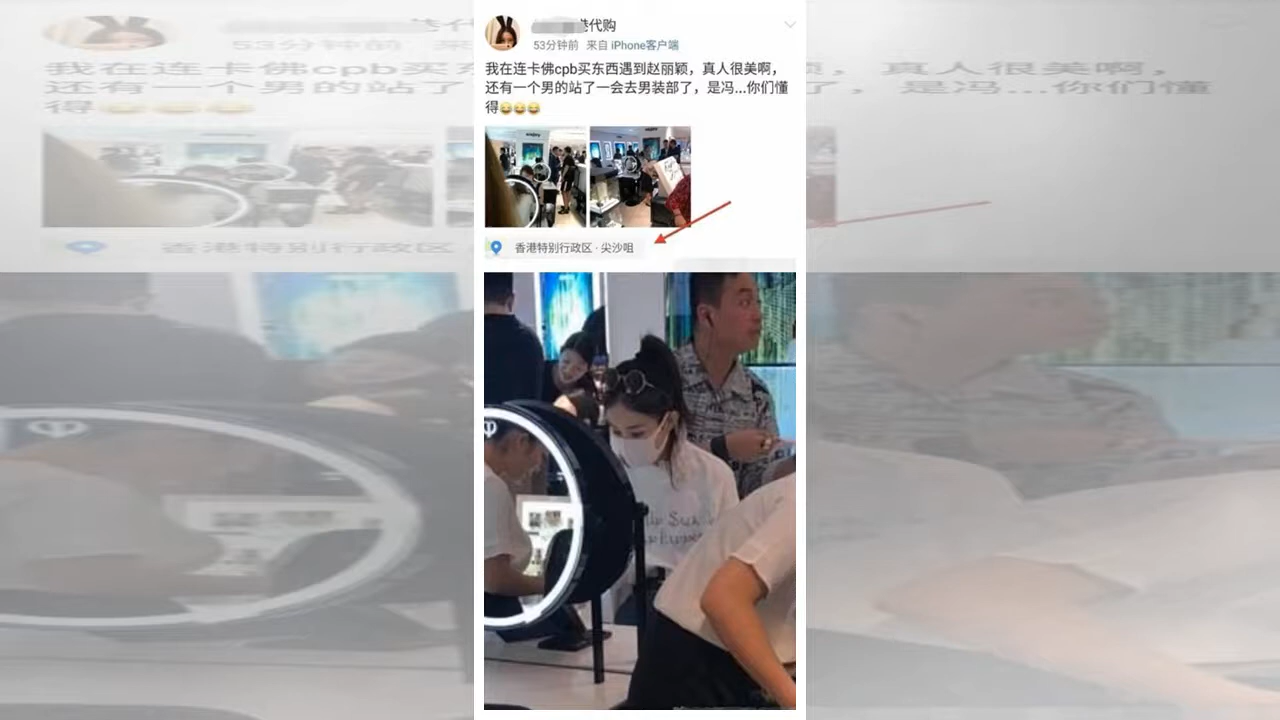 港代购
53分钟前 来自 iPhone客户端
我在连卡佛cpb买东西遇到赵丽颖，真人很美啊，
还有一个男的站了一会去男装部了，是冯...你们懂
得😂😂😂
香港特别行政区 · 尖沙咀